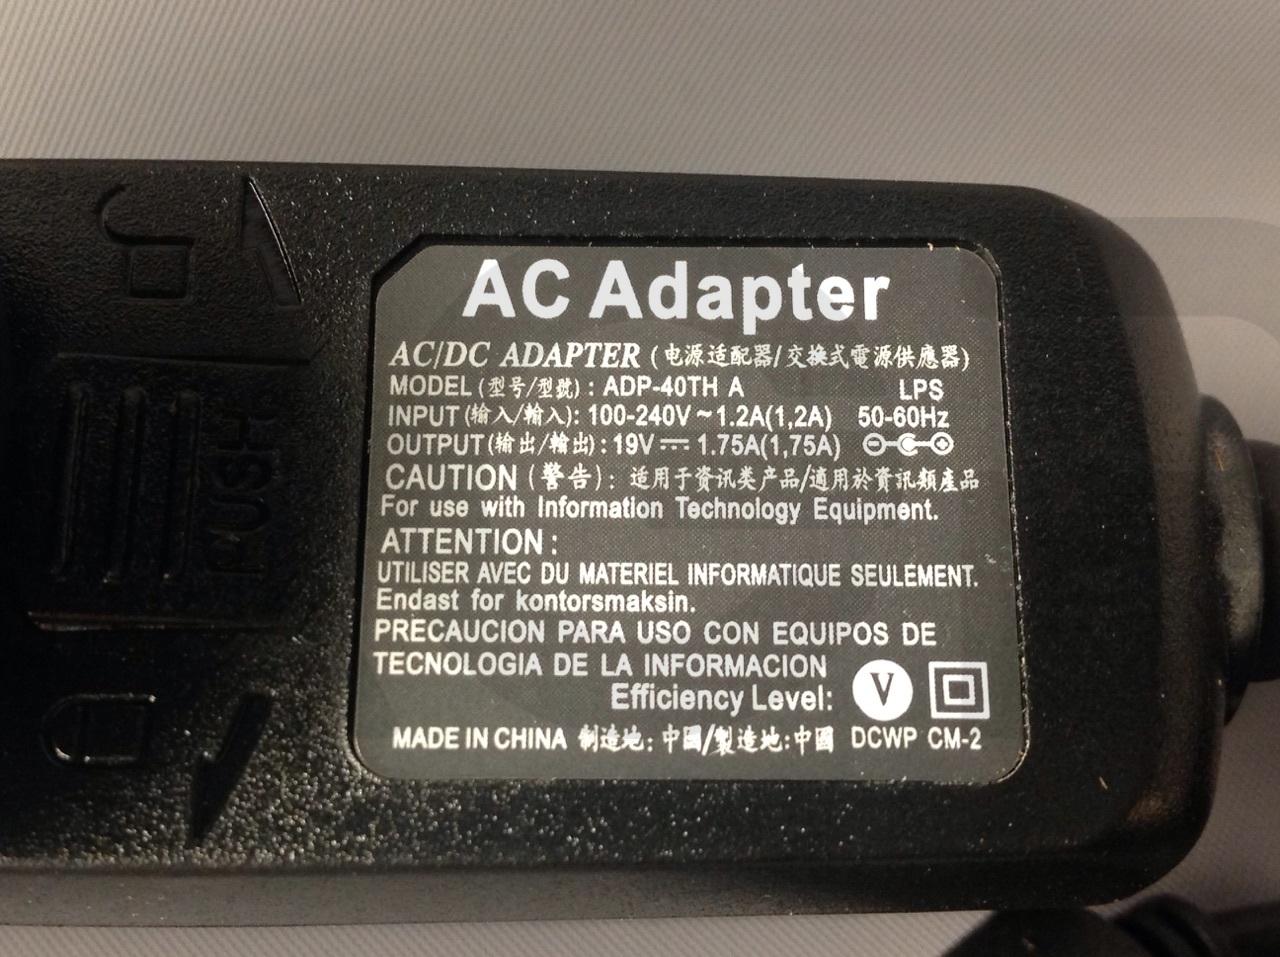 PUSH
AC Adapter
AC/DC ADAPTER (电源适配器/交换式電源供應器)
MODEL (型号/型號) : ADP-40TH A LPS
INPUT (输入/輸入): 100-240V ~ 1.2A(1,2A) 50-60Hz
OUTPUT (输出/輸出): 19V ⎓ 1.75A(1,75A)
CAUTION (警告) : 适用于资讯类产品/適用於資訊類產品
For use with Information Technology Equipment.
ATTENTION :
UTILISER AVEC DU MATERIEL INFORMATIQUE SEULEMENT.
Endast for kontorsmaksin.
PRECAUCION PARA USO CON EQUIPOS DE
TECNOLOGIA DE LA INFORMACION
Efficiency Level: V
MADE IN CHINA 制造地: 中國/製造地:中國 DCWP CM-2